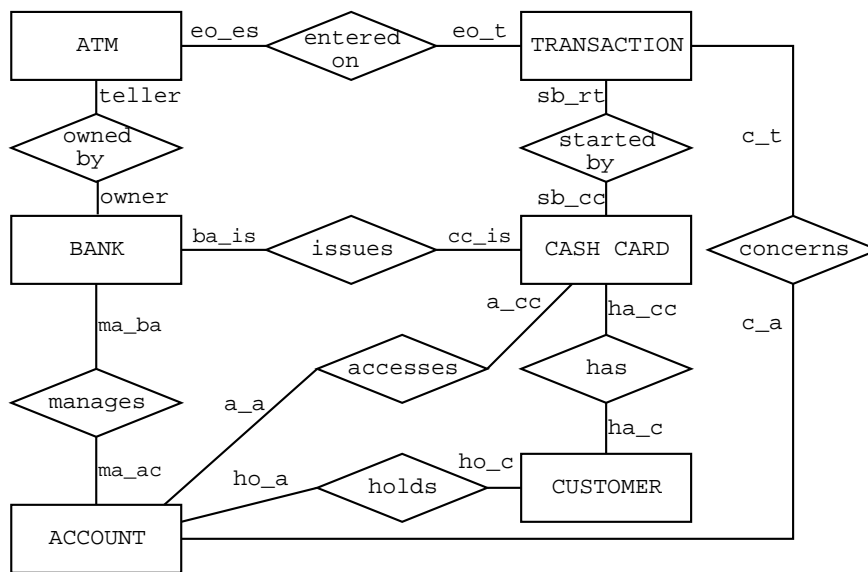 ATM
eo_es
entered
on
eo_t
TRANSACTION
teller
sb_rt
owned
by
started
by
c_t
owner
sb_cc
BANK
ba_is
issues
cc_is
CASH CARD
concerns
ma_ba
a_cc
ha_cc
c_a
accesses
has
manages
a_a
ha_c
ma_ac
ho_a
holds
ho_c
CUSTOMER
ACCOUNT